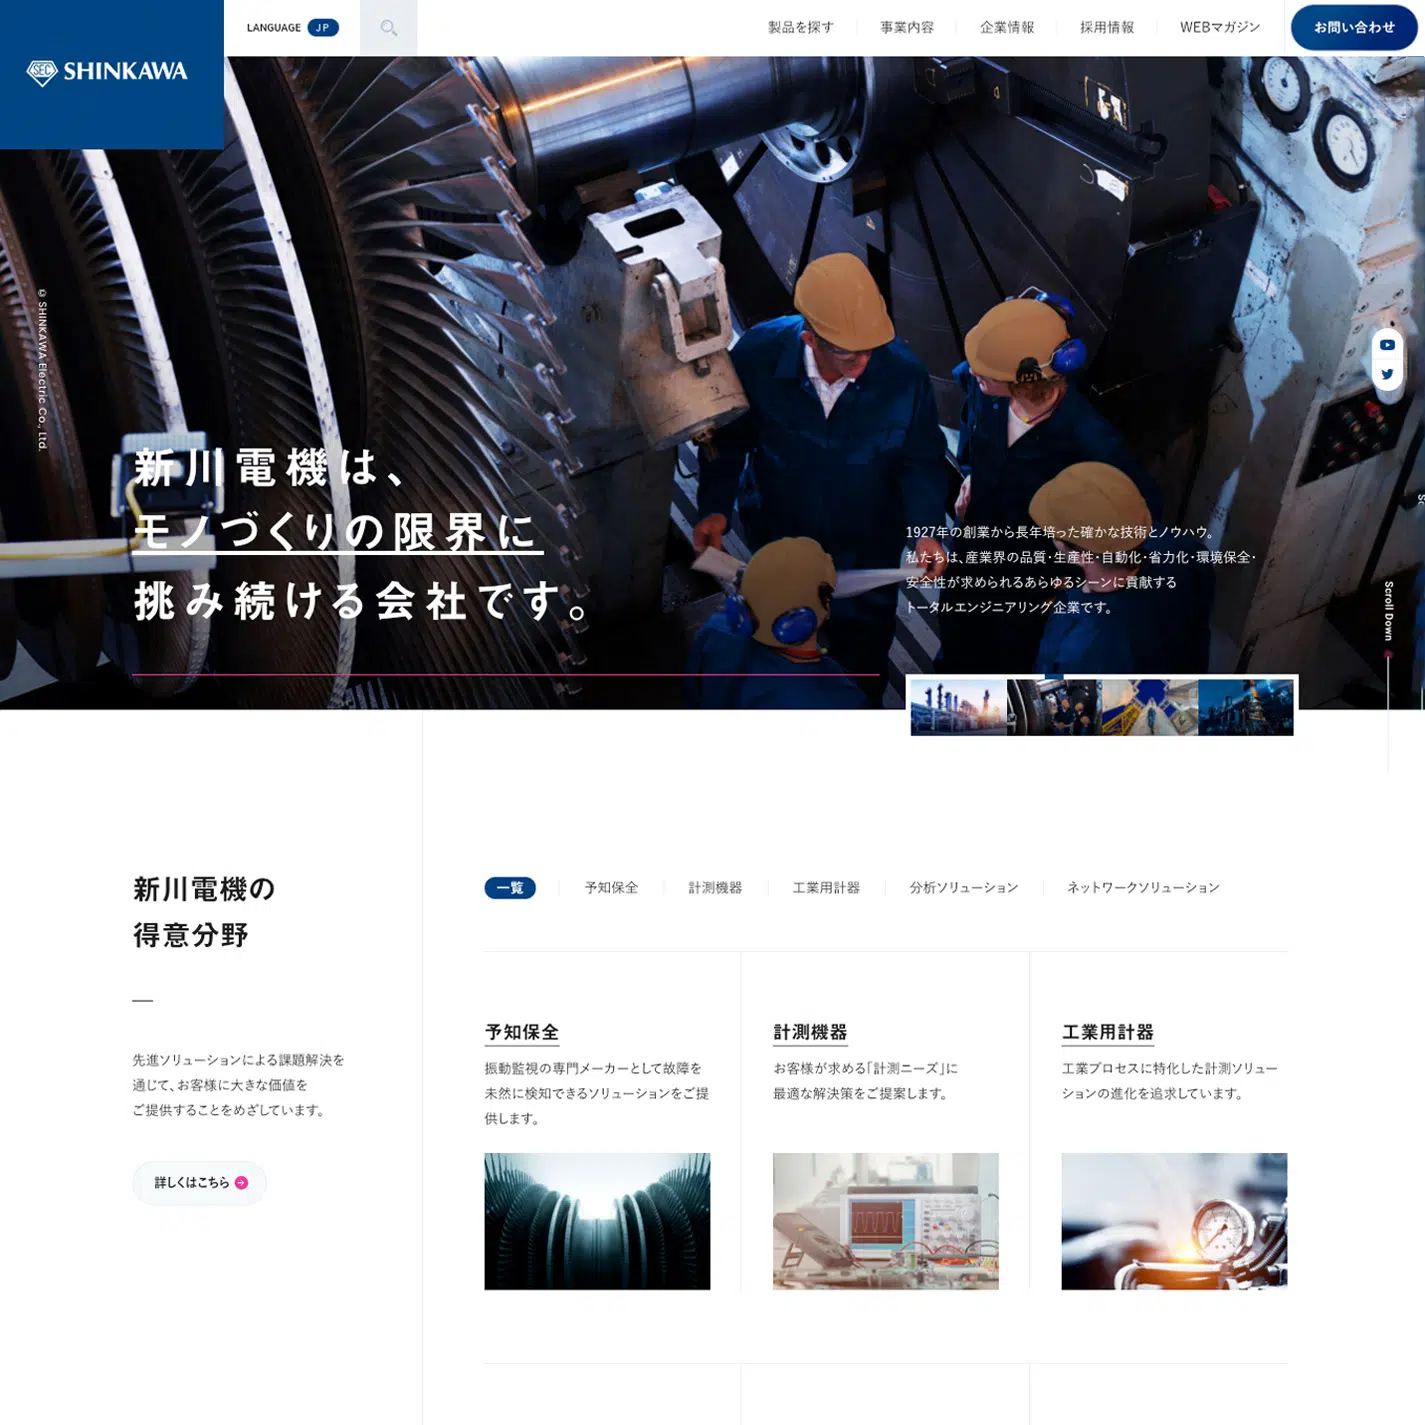 SEC SHINKAWA
LANGUAGE JP
製品を探す
事業内容
企業情報
採用情報
WEBマガジン
お問い合わせ
© SHINKAWA Electric Co., Ltd.
新川電機は、
モノづくりの限界に
挑み続ける会社です。
1927年の創業から長年培った確かな技術とノウハウ。
私たちは、産業界の品質・生産性・自動化・省力化・環境保全・
安全性が求められるあらゆるシーンに貢献する
トータルエンジニアリング企業です。
Scroll Down
新川電機の
得意分野
先進ソリューションによる課題解決を
通じて、お客様に大きな価値を
ご提供することをめざしています。
詳しくはこちら
一覧
予知保全
計測機器
工業用計器
分析ソリューション
ネットワークソリューション
予知保全
振動監視の専門メーカーとして故障を
未然に検知できるソリューションをご提
供します。
計測機器
お客様が求める「計測ニーズ」に
最適な解決策をご提案します。
工業用計器
工業プロセスに特化した計測ソリュー
ションの進化を追求しています。